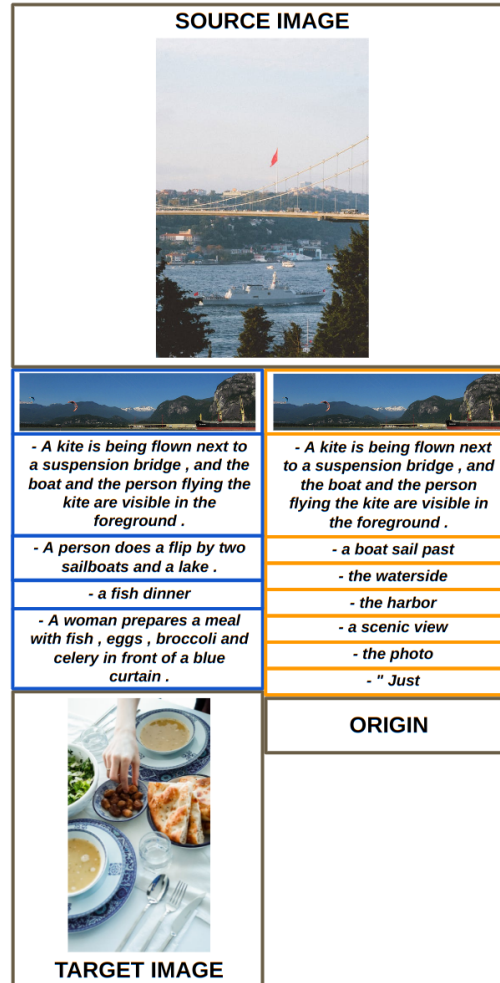 SOURCE IMAGE
- A kite is being flown next to
a suspension bridge , and the
boat and the person flying the
kite are visible in the
foreground .
- A person does a flip by two
sailboats and a lake .
- a fish dinner
- A woman prepares a meal
with fish , eggs , broccoli and
celery in front of a blue
curtain .
TARGET IMAGE
- A kite is being flown next
to a suspension bridge , and
the boat and the person
flying the kite are visible in
the foreground .
- a boat sail past
- the waterside
- the harbor
- a scenic view
- the photo
- " Just
ORIGIN